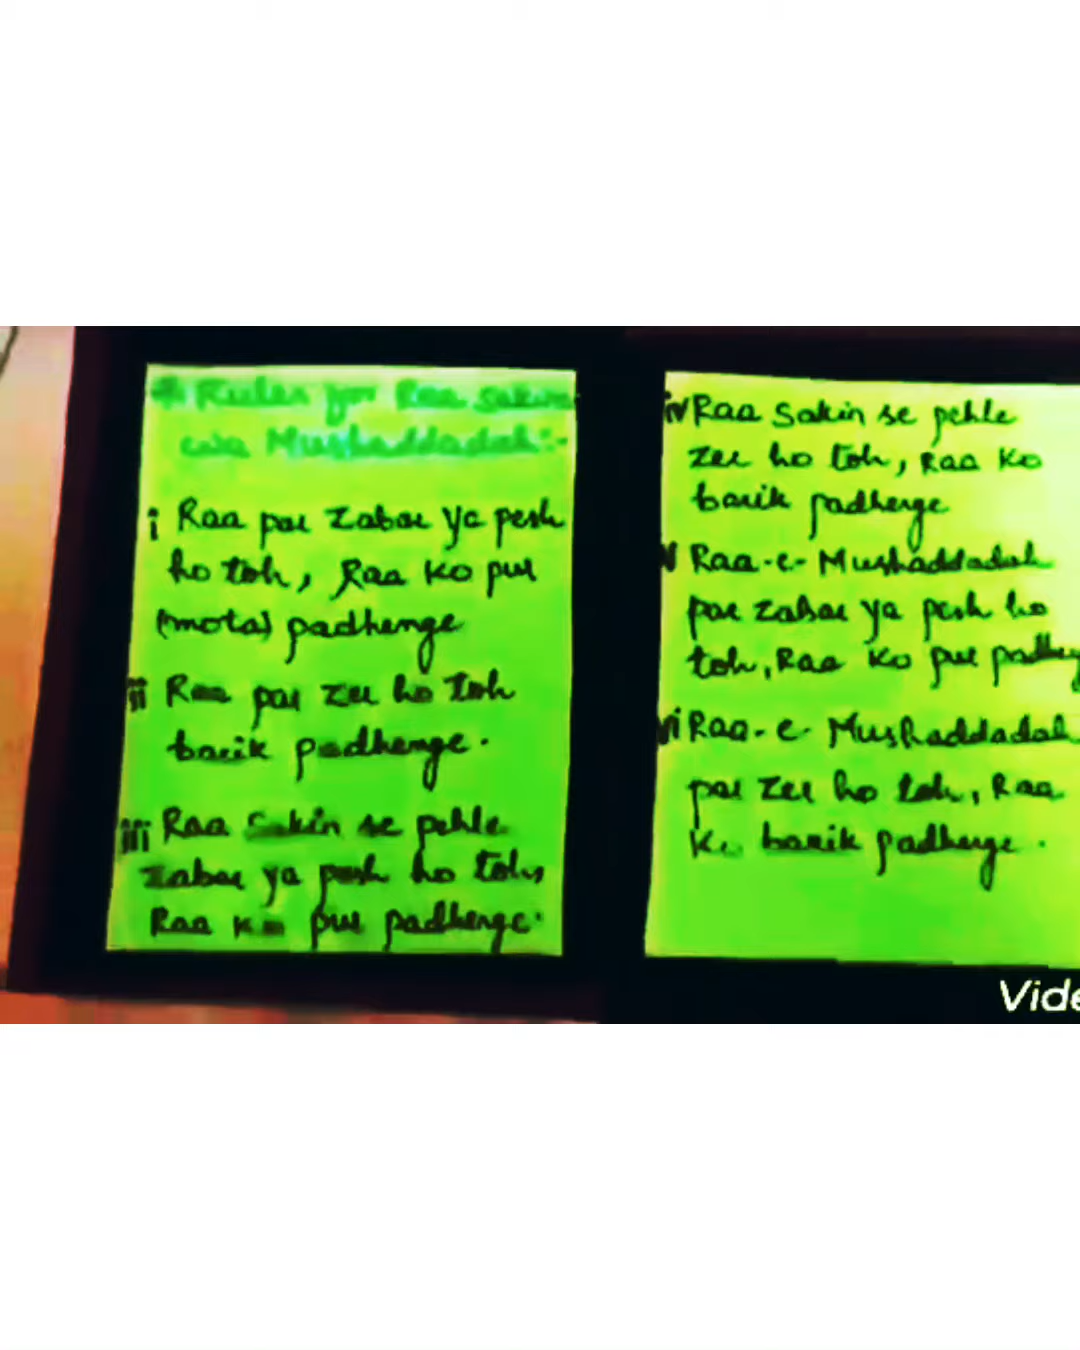 * Rules for Raa Sakin
wa Mushaddadah:-
i Raa par zabar ya pesh
ho toh, Raa ko pur
(mota) padhenge
ii Raa par zer ho toh
barik padhenge.
iii Raa Sakin se pehle
zabar ya pesh ho toh,
Raa ko pur padhenge.
iv Raa Sakin se pehle
zer ho toh, Raa ko
barik padhenge
v Raa-e-Mushaddadah
par zabar ya pesh ho
toh, Raa ko pur padheng
vi Raa-e-Mushaddadah
par zer ho toh, Raa
ko barik padhenge.
Vide